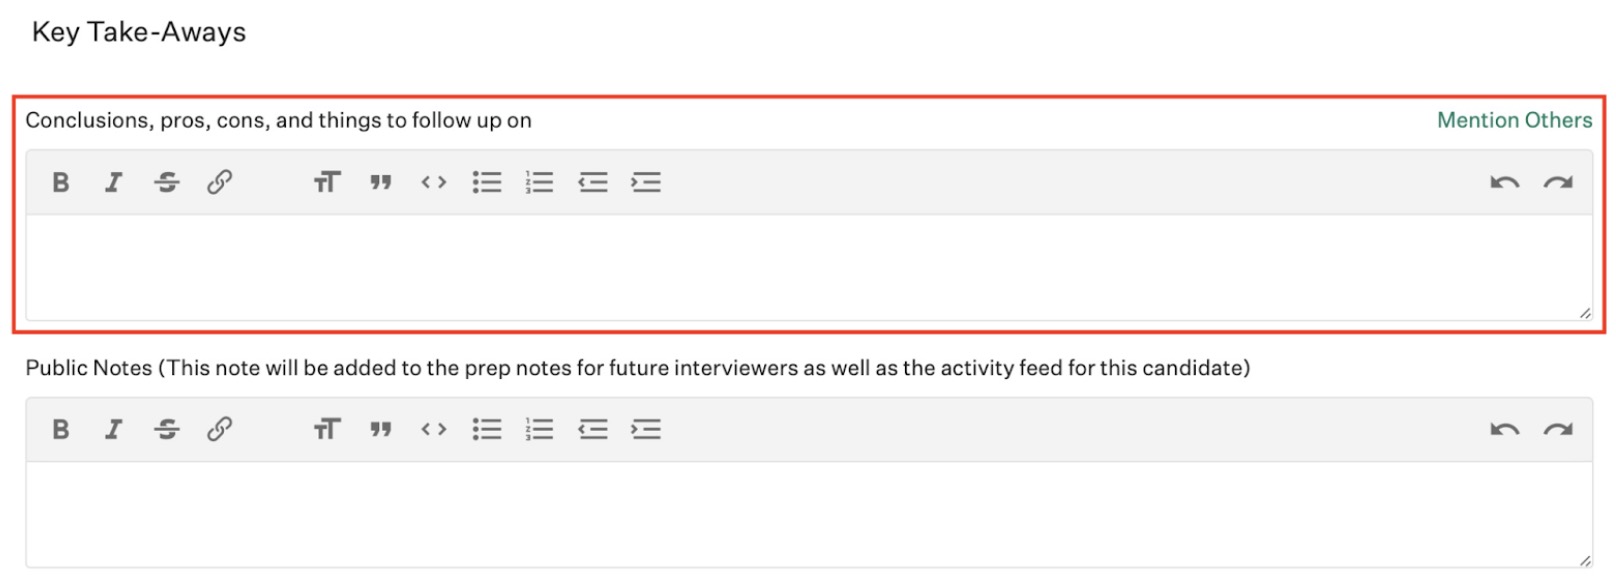 Key Take-Aways
Conclusions, pros, cons, and things to follow up on
Mention Others
Public Notes (This note will be added to the prep notes for future interviewers as well as the activity feed for this candidate)